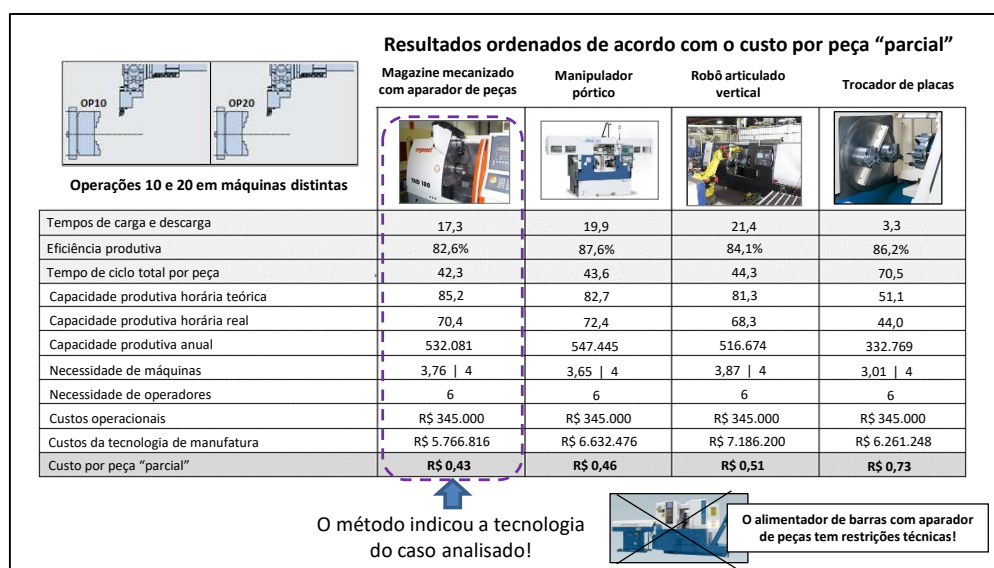 Resultados ordenados de acordo com o custo por peça “parcial”
Magazine mecanizado
com aparador de peças
Manipulador
pórtico
Robô articulado
vertical
Trocador de placas
OP10
OP20
Operações 10 e 20 em máquinas distintas
Tempos de carga e descarga 17,3 19,9 21,4 3,3
Eficiência produtiva 82,6% 87,6% 84,1% 86,2%
Tempo de ciclo total por peça 42,3 43,6 44,3 70,5
Capacidade produtiva horária teórica 85,2 82,7 81,3 51,1
Capacidade produtiva horária real 70,4 72,4 68,3 44,0
Capacidade produtiva anual 532.081 547.445 516.674 332.769
Necessidade de máquinas 3,76 | 4 3,65 | 4 3,87 | 4 3,01 | 4
Necessidade de operadores 6 6 6 6
Custos operacionais R$ 345.000 R$ 345.000 R$ 345.000 R$ 345.000
Custos da tecnologia de manufatura R$ 5.766.816 R$ 6.632.476 R$ 7.186.200 R$ 6.261.248
Custo por peça “parcial” R$ 0,43 R$ 0,46 R$ 0,51 R$ 0,73
O método indicou a tecnologia
do caso analisado!
O alimentador de barras com aparador
de peças tem restrições técnicas!